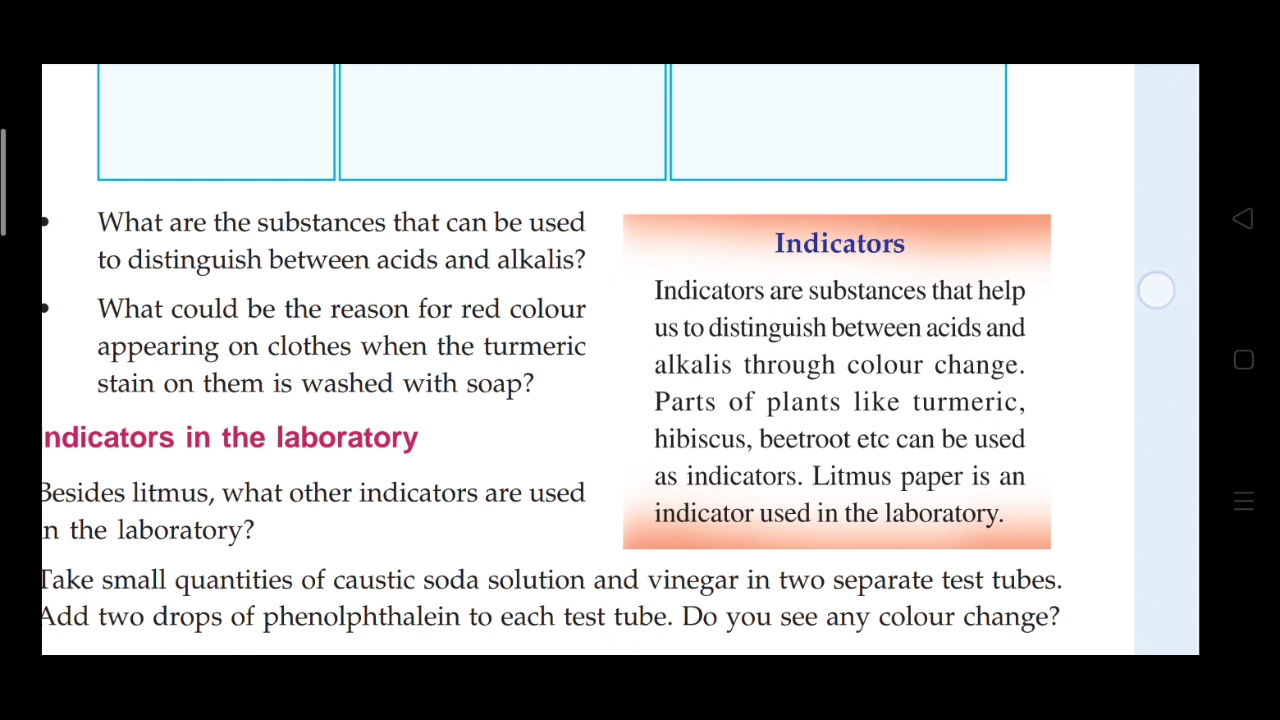 What are the substances that can be used
to distinguish between acids and alkalis?
What could be the reason for red colour
appearing on clothes when the turmeric
stain on them is washed with soap?
Indicators
Indicators are substances that help
us to distinguish between acids and
alkalis through colour change.
Parts of plants like turmeric,
hibiscus, beetroot etc can be used
as indicators. Litmus paper is an
indicator used in the laboratory.
ndicators in the laboratory
Besides litmus, what other indicators are used
n the laboratory?
Take small quantities of caustic soda solution and vinegar in two separate test tubes.
Add two drops of phenolphthalein to each test tube. Do you see any colour change?